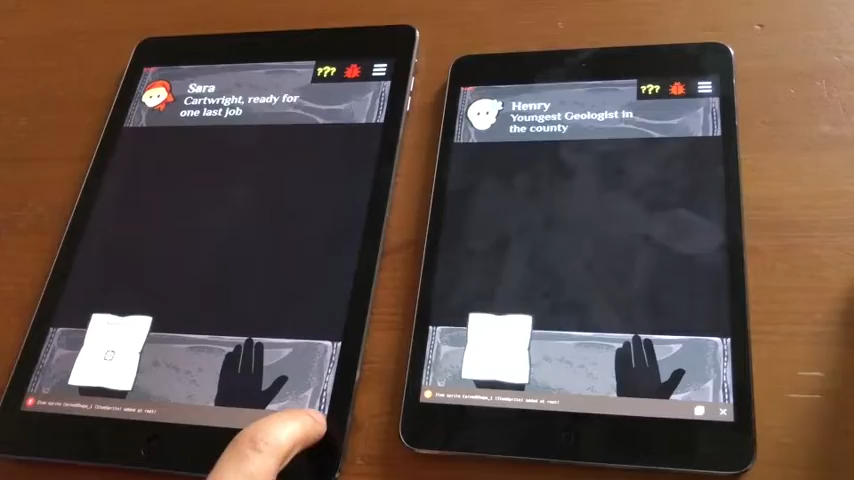 ???
Sara
Cartwright, ready for
one last job
???
Henry
Youngest Geologist in
the county